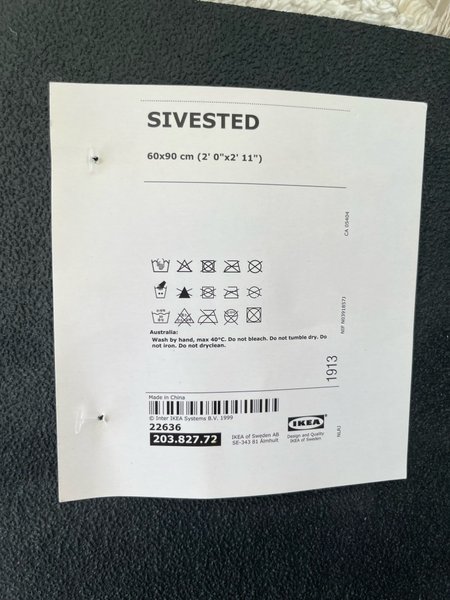 SIVESTED
60x90 cm (2' 0"x2' 11")
CA 05404
Australia:
Wash by hand, max 40°C. Do not bleach. Do not tumble dry. Do
not iron. Do not dryclean.
1913
Made in China
© Inter IKEA Systems B.V. 1999
22636
203.827.72
IKEA of Sweden AB
SE-343 81 Älmhult
IKEA
Design and Quality
IKEA of Sweden